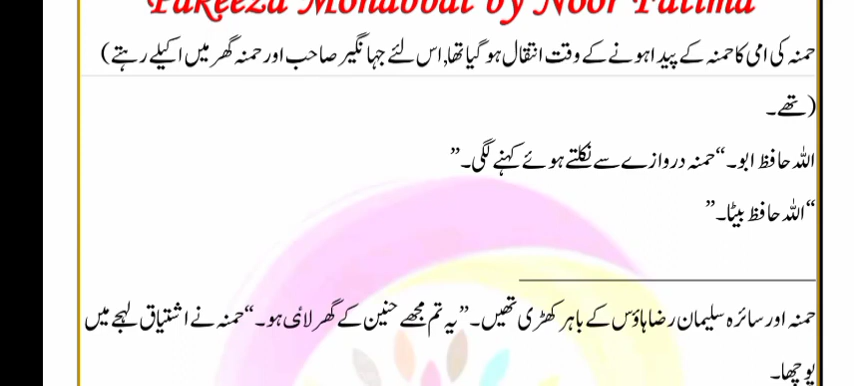 Pakeeza Mohabbat by Noor Fatima
حمنہ کی امی کا حمنہ کے پیدا ہونے کے وقت انتقال ہو گیا تھا,اس لئے جہانگیر صاحب اور حمنہ گھر میں اکیلے رہتے)
(تھے۔
اللہ حافظ ابو۔“حمنہ دروازے سے نکلتے ہوئے کہنے لگی۔”
“اللہ حافظ بیٹا۔”
حمنہ اور سائرہ سلیمان رضا ہاؤس کے باہر کھڑی تھیں۔”یہ تم مجھے حنین کے گھر لائی ہو۔“حمنہ نے اشتیاق لہجے میں
پوچھا۔